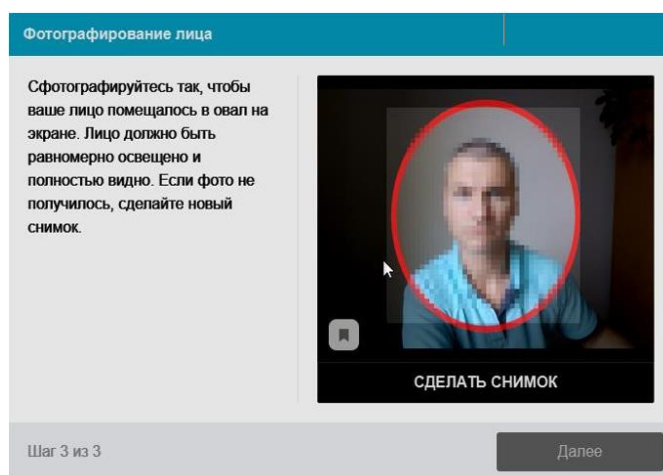 Фотографирование лица
Сфотографируйтесь так, чтобы
ваше лицо помещалось в овал на
экране. Лицо должно быть
равномерно освещено и
полностью видно. Если фото не
получилось, сделайте новый
снимок.
СДЕЛАТЬ СНИМОК
Шаг 3 из 3
Далее